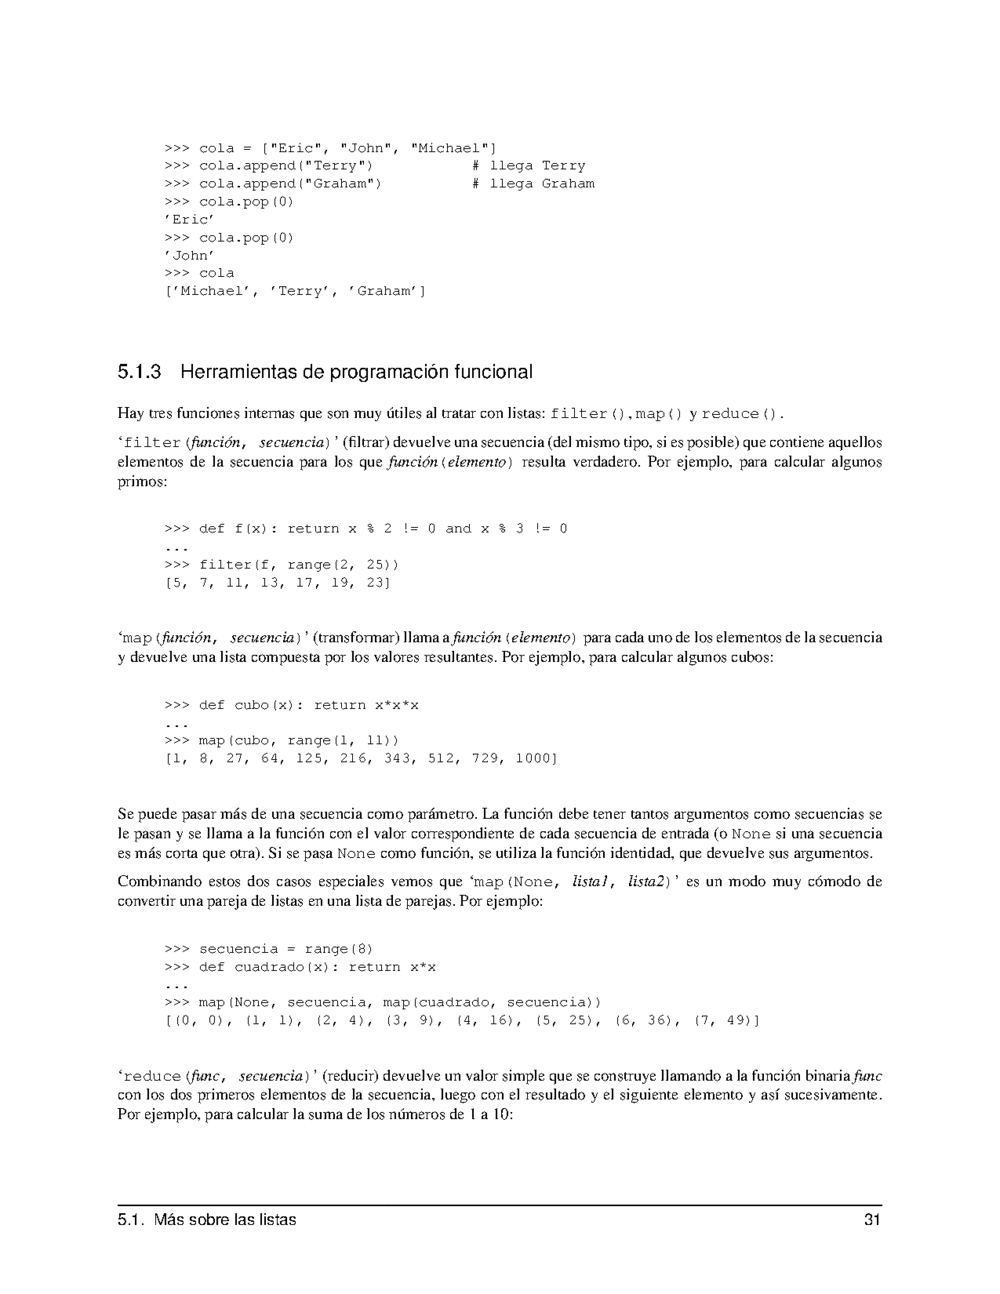 >>> cola = ["Eric", "John", "Michael"]
>>> cola.append("Terry")           # llega Terry
>>> cola.append("Graham")          # llega Graham
>>> cola.pop(0)
’Eric’
>>> cola.pop(0)
’John’
>>> cola
[’Michael’, ’Terry’, ’Graham’]
5.1.3 Herramientas de programación funcional
Hay tres funciones internas que son muy útiles al tratar con listas: filter(), map() y reduce().
‘filter(función, secuencia)’ (filtrar) devuelve una secuencia (del mismo tipo, si es posible) que contiene aquellos
elementos de la secuencia para los que función(elemento) resulta verdadero. Por ejemplo, para calcular algunos
primos:
>>> def f(x): return x % 2 != 0 and x % 3 != 0
...
>>> filter(f, range(2, 25))
[5, 7, 11, 13, 17, 19, 23]
‘map(función, secuencia)’ (transformar) llama a función(elemento) para cada uno de los elementos de la secuencia
y devuelve una lista compuesta por los valores resultantes. Por ejemplo, para calcular algunos cubos:
>>> def cubo(x): return x*x*x
...
>>> map(cubo, range(1, 11))
[1, 8, 27, 64, 125, 216, 343, 512, 729, 1000]
Se puede pasar más de una secuencia como parámetro. La función debe tener tantos argumentos como secuencias se
le pasan y se llama a la función con el valor correspondiente de cada secuencia de entrada (o None si una secuencia
es más corta que otra). Si se pasa None como función, se utiliza la función identidad, que devuelve sus argumentos.
Combinando estos dos casos especiales vemos que ‘map(None, lista1, lista2)’ es un modo muy cómodo de
convertir una pareja de listas en una lista de parejas. Por ejemplo:
>>> secuencia = range(8)
>>> def cuadrado(x): return x*x
...
>>> map(None, secuencia, map(cuadrado, secuencia))
[(0, 0), (1, 1), (2, 4), (3, 9), (4, 16), (5, 25), (6, 36), (7, 49)]
‘reduce(func, secuencia)’ (reducir) devuelve un valor simple que se construye llamando a la función binaria func
con los dos primeros elementos de la secuencia, luego con el resultado y el siguiente elemento y así sucesivamente.
Por ejemplo, para calcular la suma de los números de 1 a 10:
5.1. Más sobre las listas 31